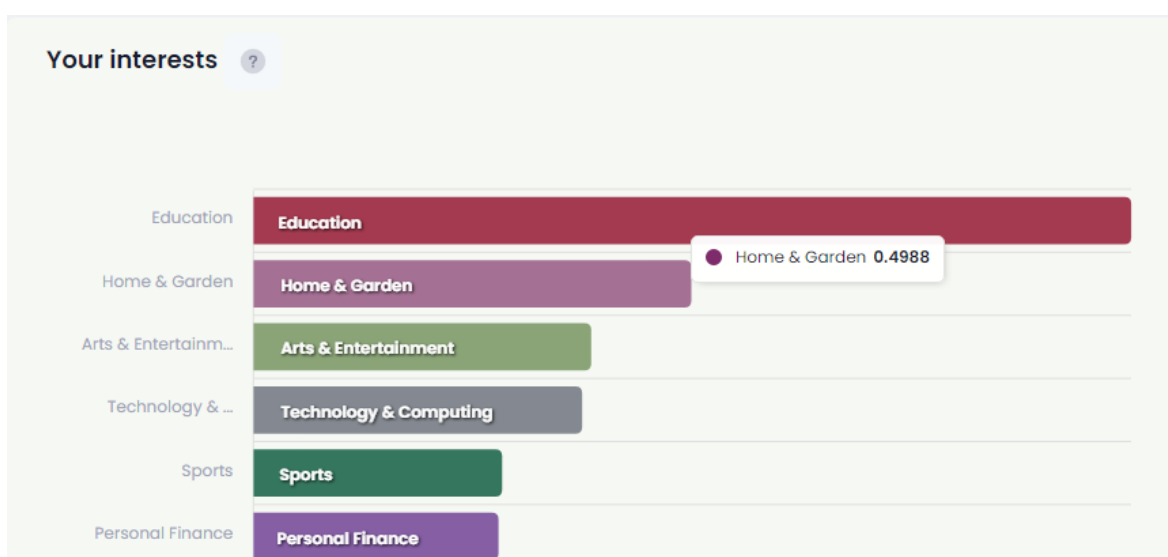 Your interests ?
Education Education
Home & Garden 0.4988
Home & Garden Home & Garden
Arts & Entertainm... Arts & Entertainment
Technology & ... Technology & Computing
Sports Sports
Personal Finance Personal Finance